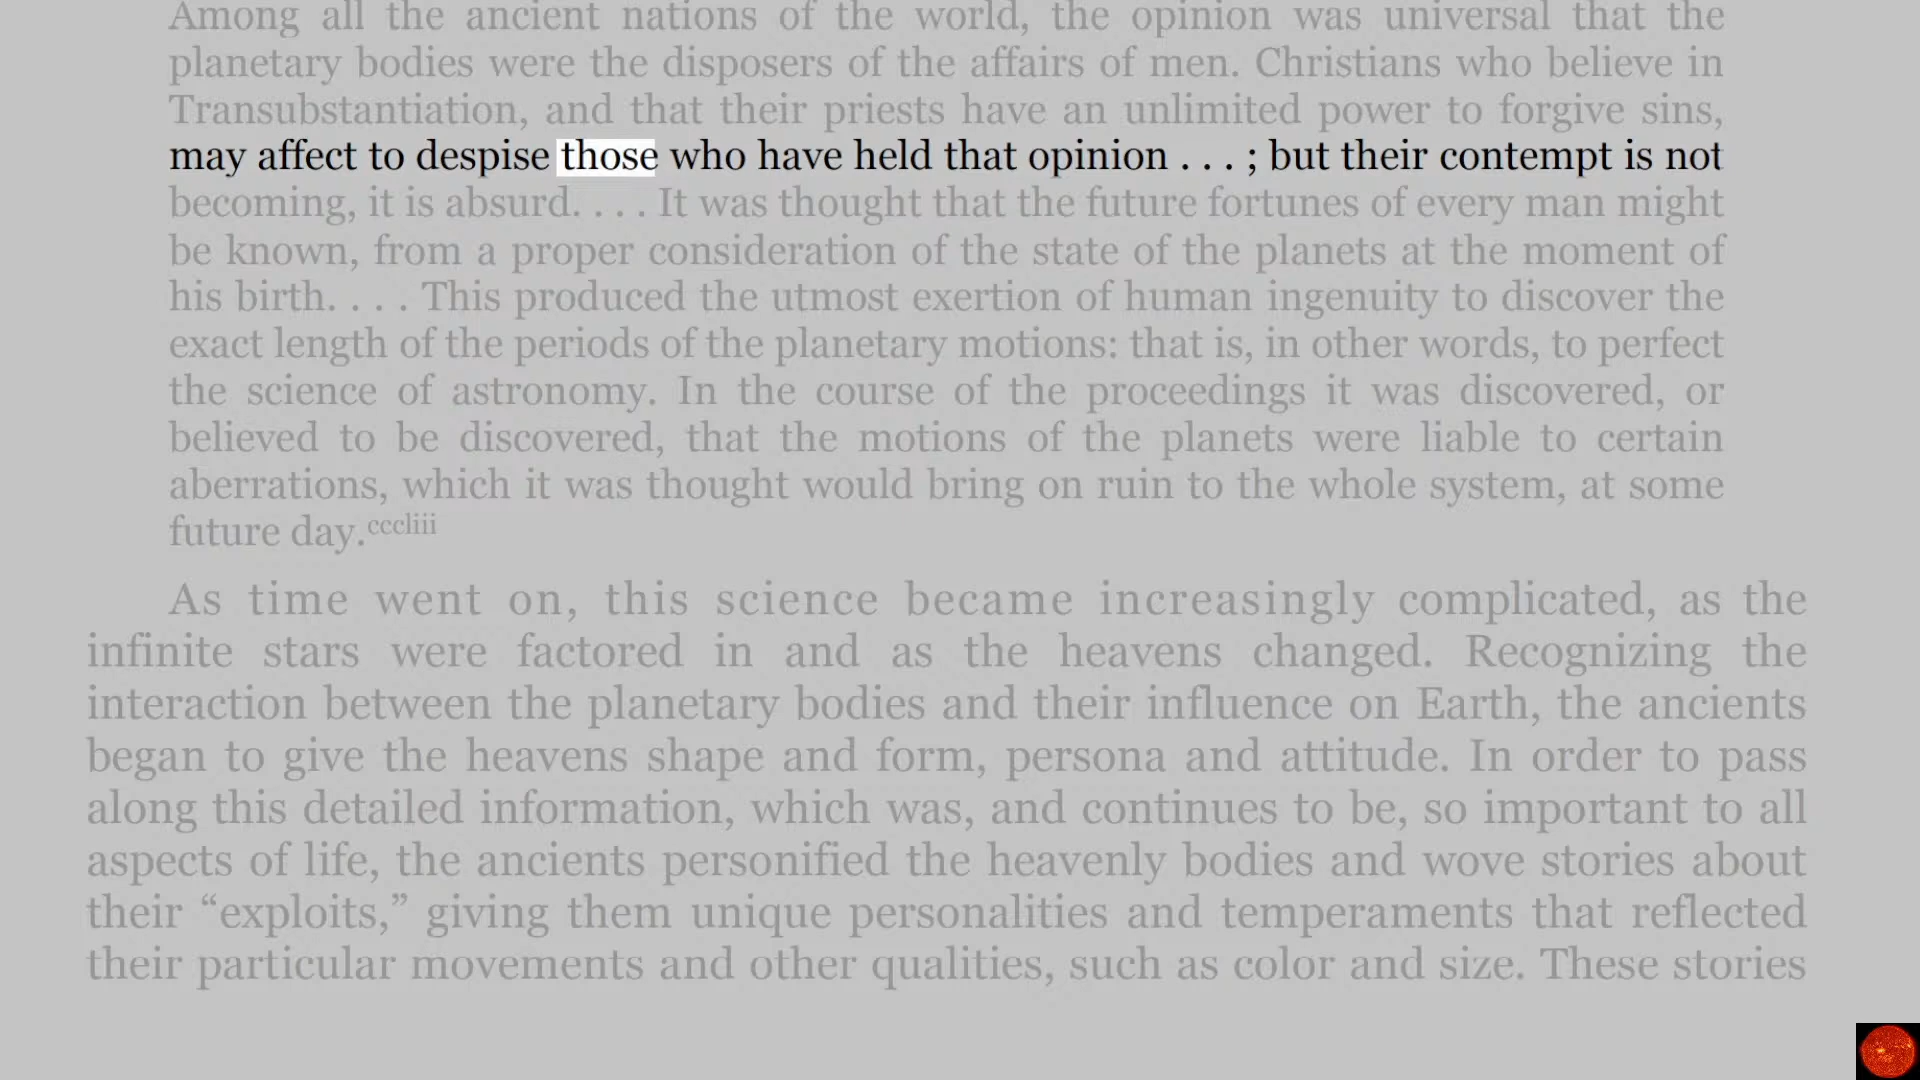 Among all the ancient nations of the world, the opinion was universal that the
planetary bodies were the disposers of the affairs of men. Christians who believe in
Transubstantiation, and that their priests have an unlimited power to forgive sins,
may affect to despise those who have held that opinion . . . ; but their contempt is not
becoming, it is absurd. . . . It was thought that the future fortunes of every man might
be known, from a proper consideration of the state of the planets at the moment of
his birth. . . . This produced the utmost exertion of human ingenuity to discover the
exact length of the periods of the planetary motions: that is, in other words, to perfect
the science of astronomy. In the course of the proceedings it was discovered, or
believed to be discovered, that the motions of the planets were liable to certain
aberrations, which it was thought would bring on ruin to the whole system, at some
future day.cccliii
As time went on, this science became increasingly complicated, as the
infinite stars were factored in and as the heavens changed. Recognizing the
interaction between the planetary bodies and their influence on Earth, the ancients
began to give the heavens shape and form, persona and attitude. In order to pass
along this detailed information, which was, and continues to be, so important to all
aspects of life, the ancients personified the heavenly bodies and wove stories about
their “exploits,” giving them unique personalities and temperaments that reflected
their particular movements and other qualities, such as color and size. These stories